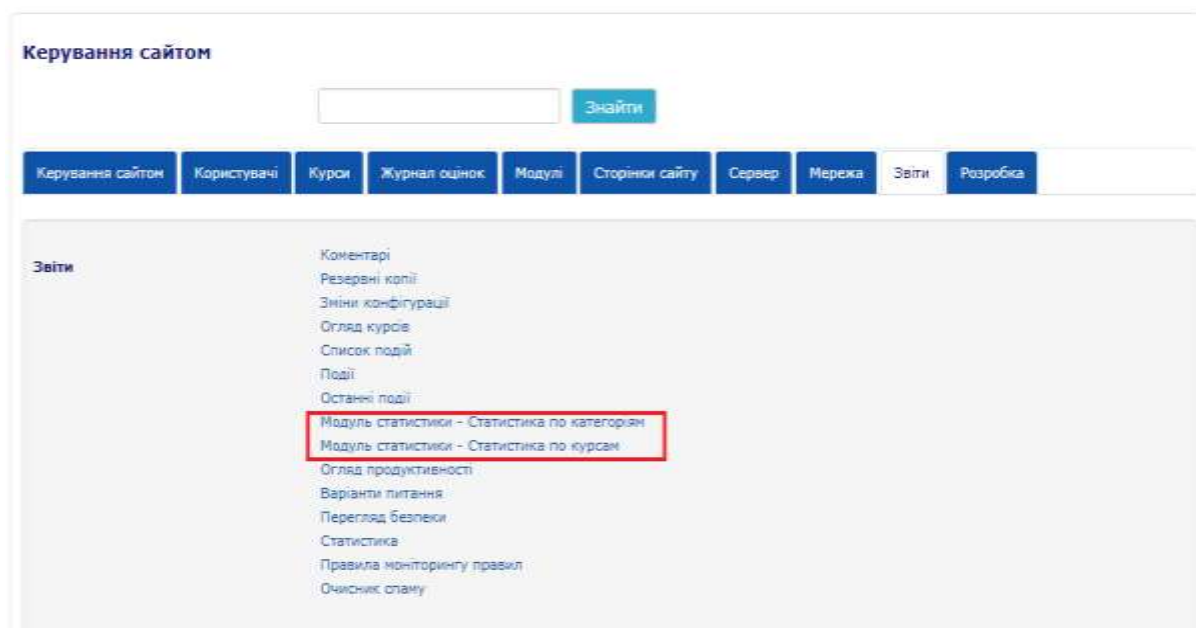 Керування сайтом
Знайти
Керування сайтом Користувачі Курси Журнал оцінок Модулі Сторінки сайту Сервер Мережа Звіти Розробка
Звіти
Коментарі
Резервні копії
Зміни конфігурації
Огляд курсів
Список подій
Події
Останні події
Модуль статистики - Статистика по категоріям
Модуль статистики - Статистика по курсам
Огляд продуктивності
Варіанти питання
Перегляд безпеки
Статистика
Правила моніторингу правил
Очисник спаму